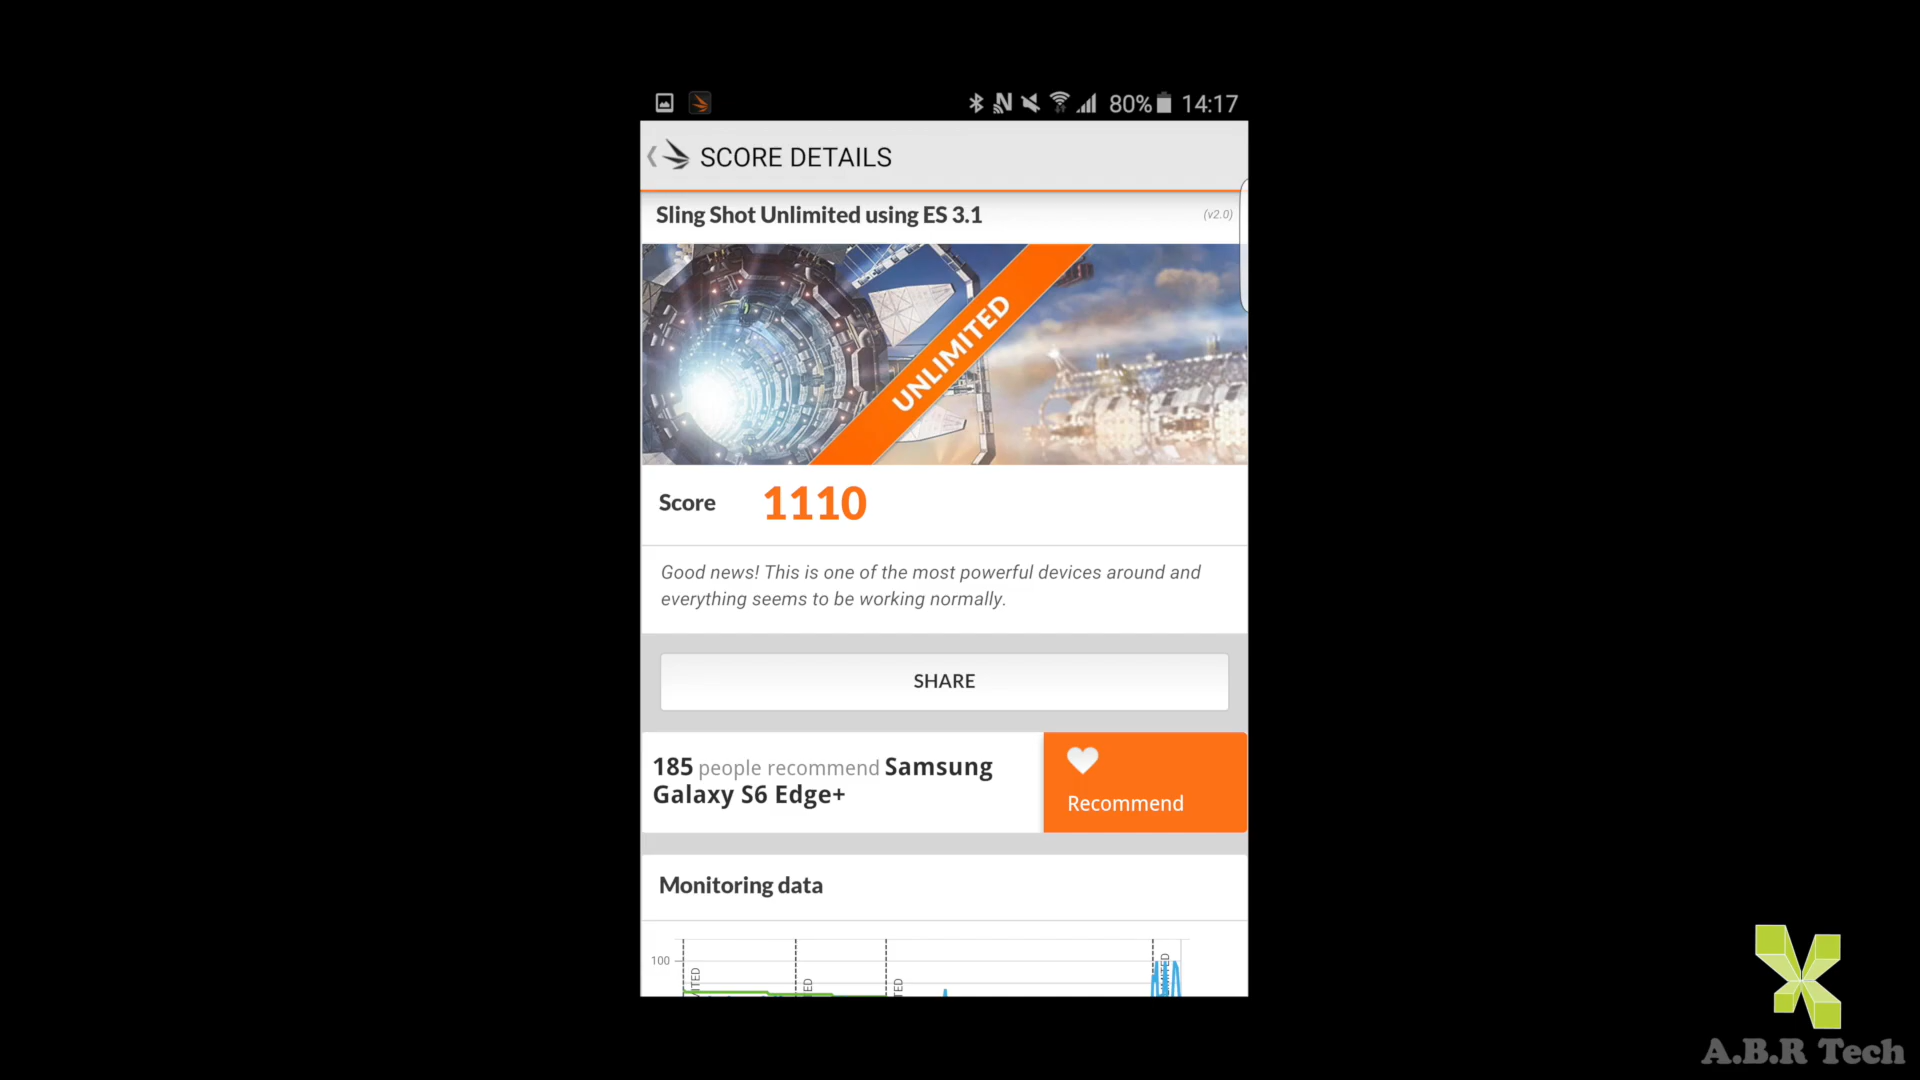 80% 14:17
SCORE DETAILS
Sling Shot Unlimited using ES 3.1
(v2.0)
UNLIMITED
Score 1110
Good news! This is one of the most powerful devices around and
everything seems to be working normally.
SHARE
185 people recommend Samsung
Galaxy S6 Edge+
Recommend
Monitoring data
100
A.B.R Tech